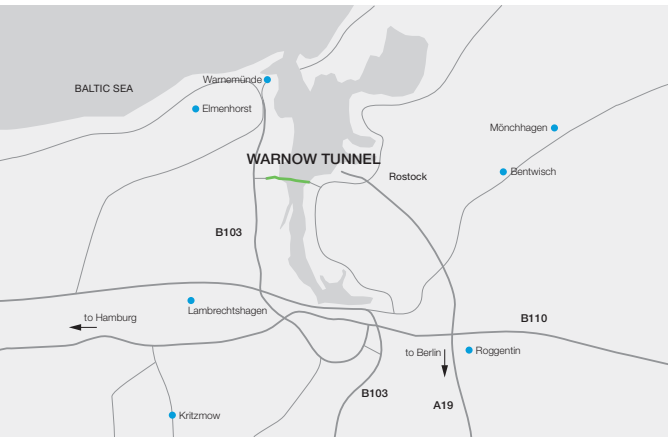 Warnemünde
BALTIC SEA
Elmenhorst
Mönchhagen
WARNOW TUNNEL
Bentwisch
Rostock
B103
Lambrechtshagen
to Hamburg
B110
to Berlin
Roggentin
B103
A19
Kritzmow